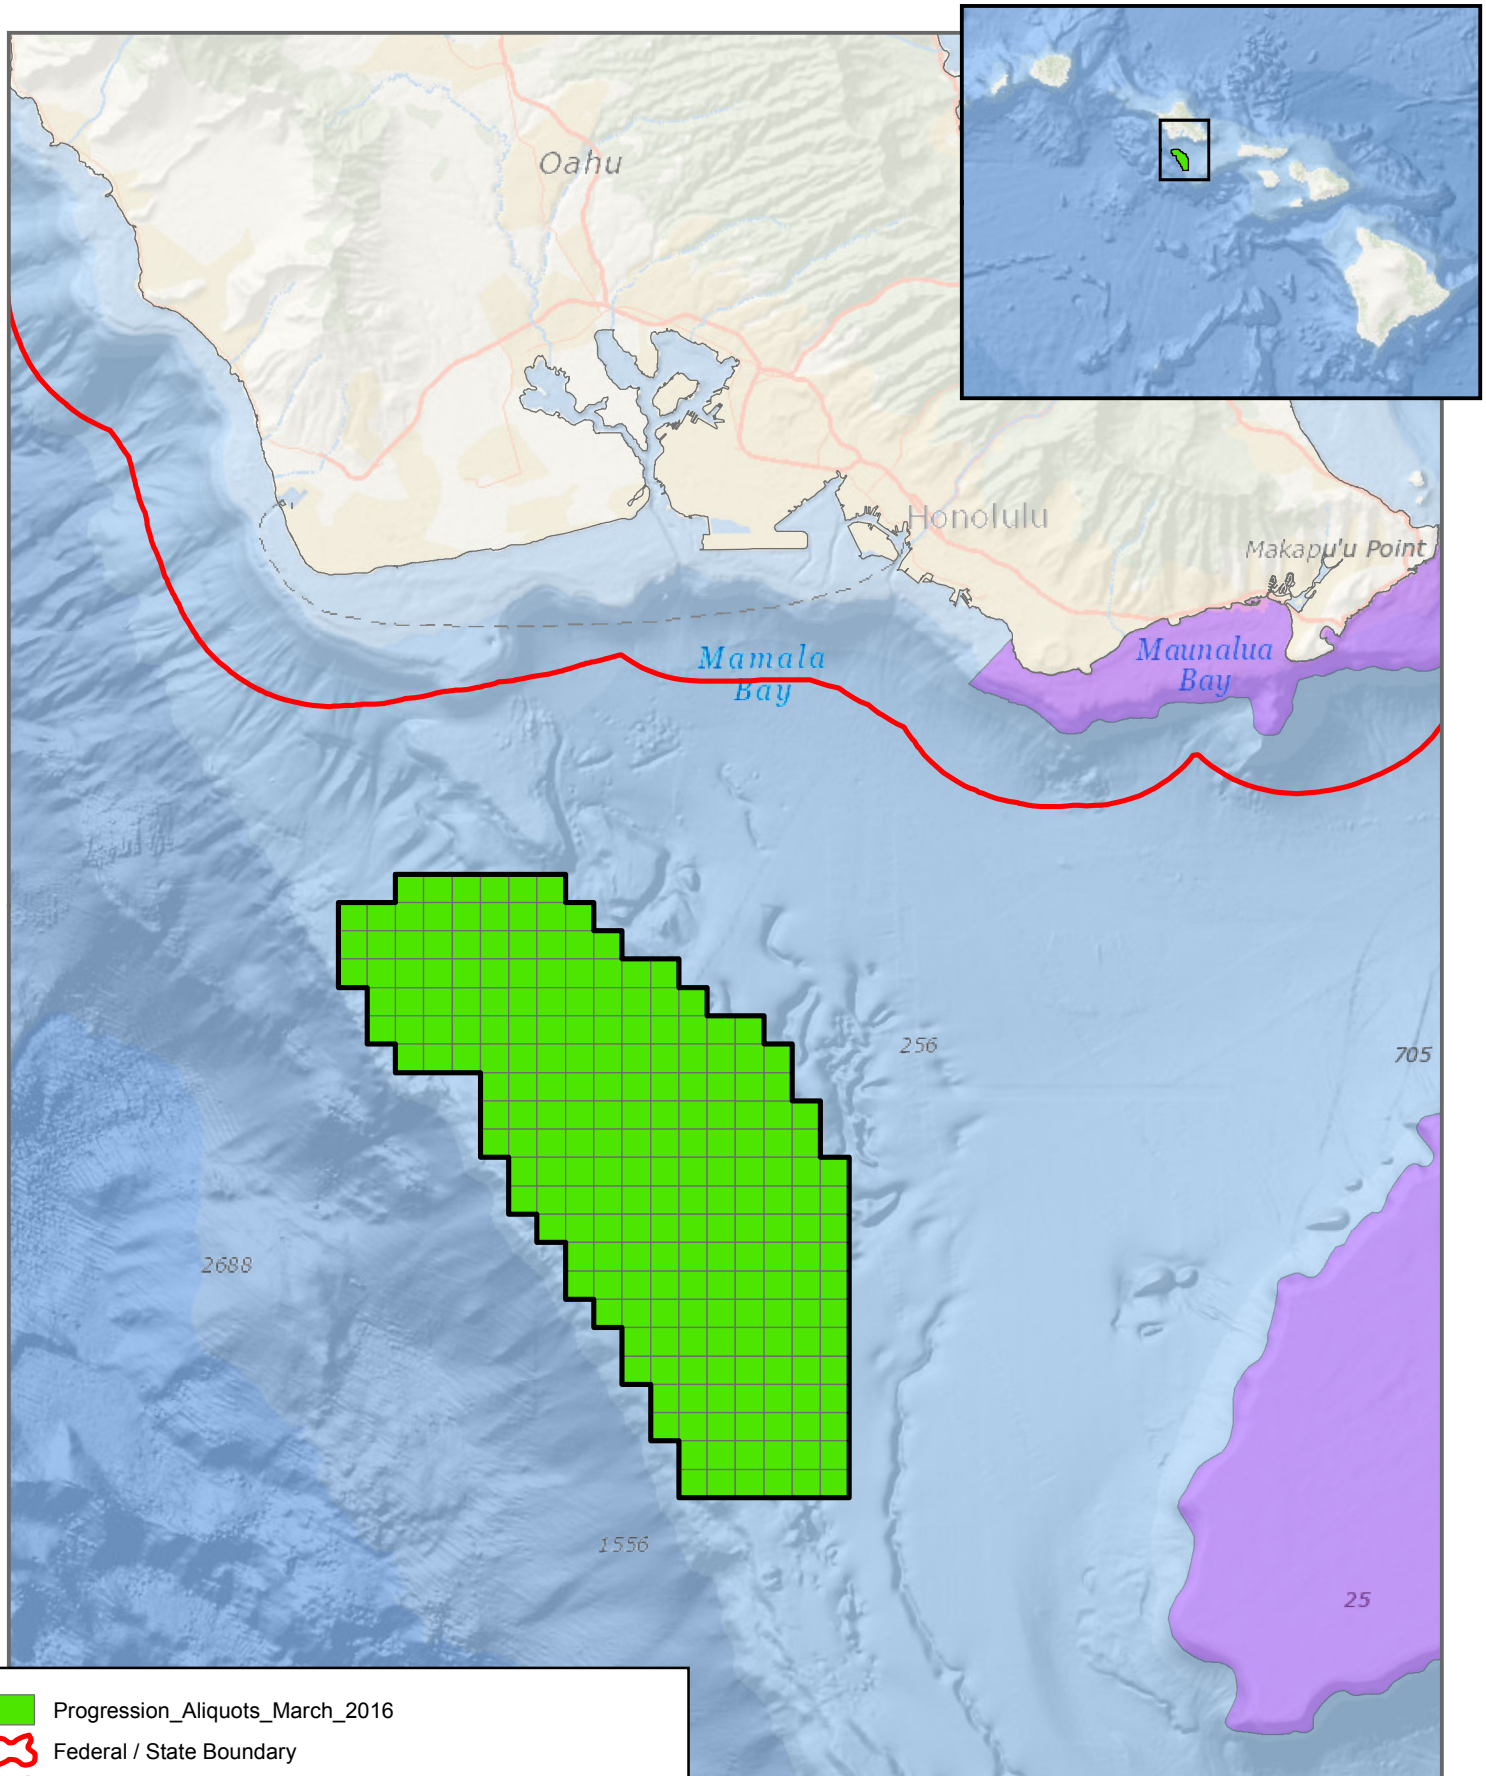 Oahu
Honolulu
Makapu'u Point
Mamala
Bay
Maunalua
Bay
256
705
2688
1556
25
Progression_Aliquots_March_2016
Federal / State Boundary